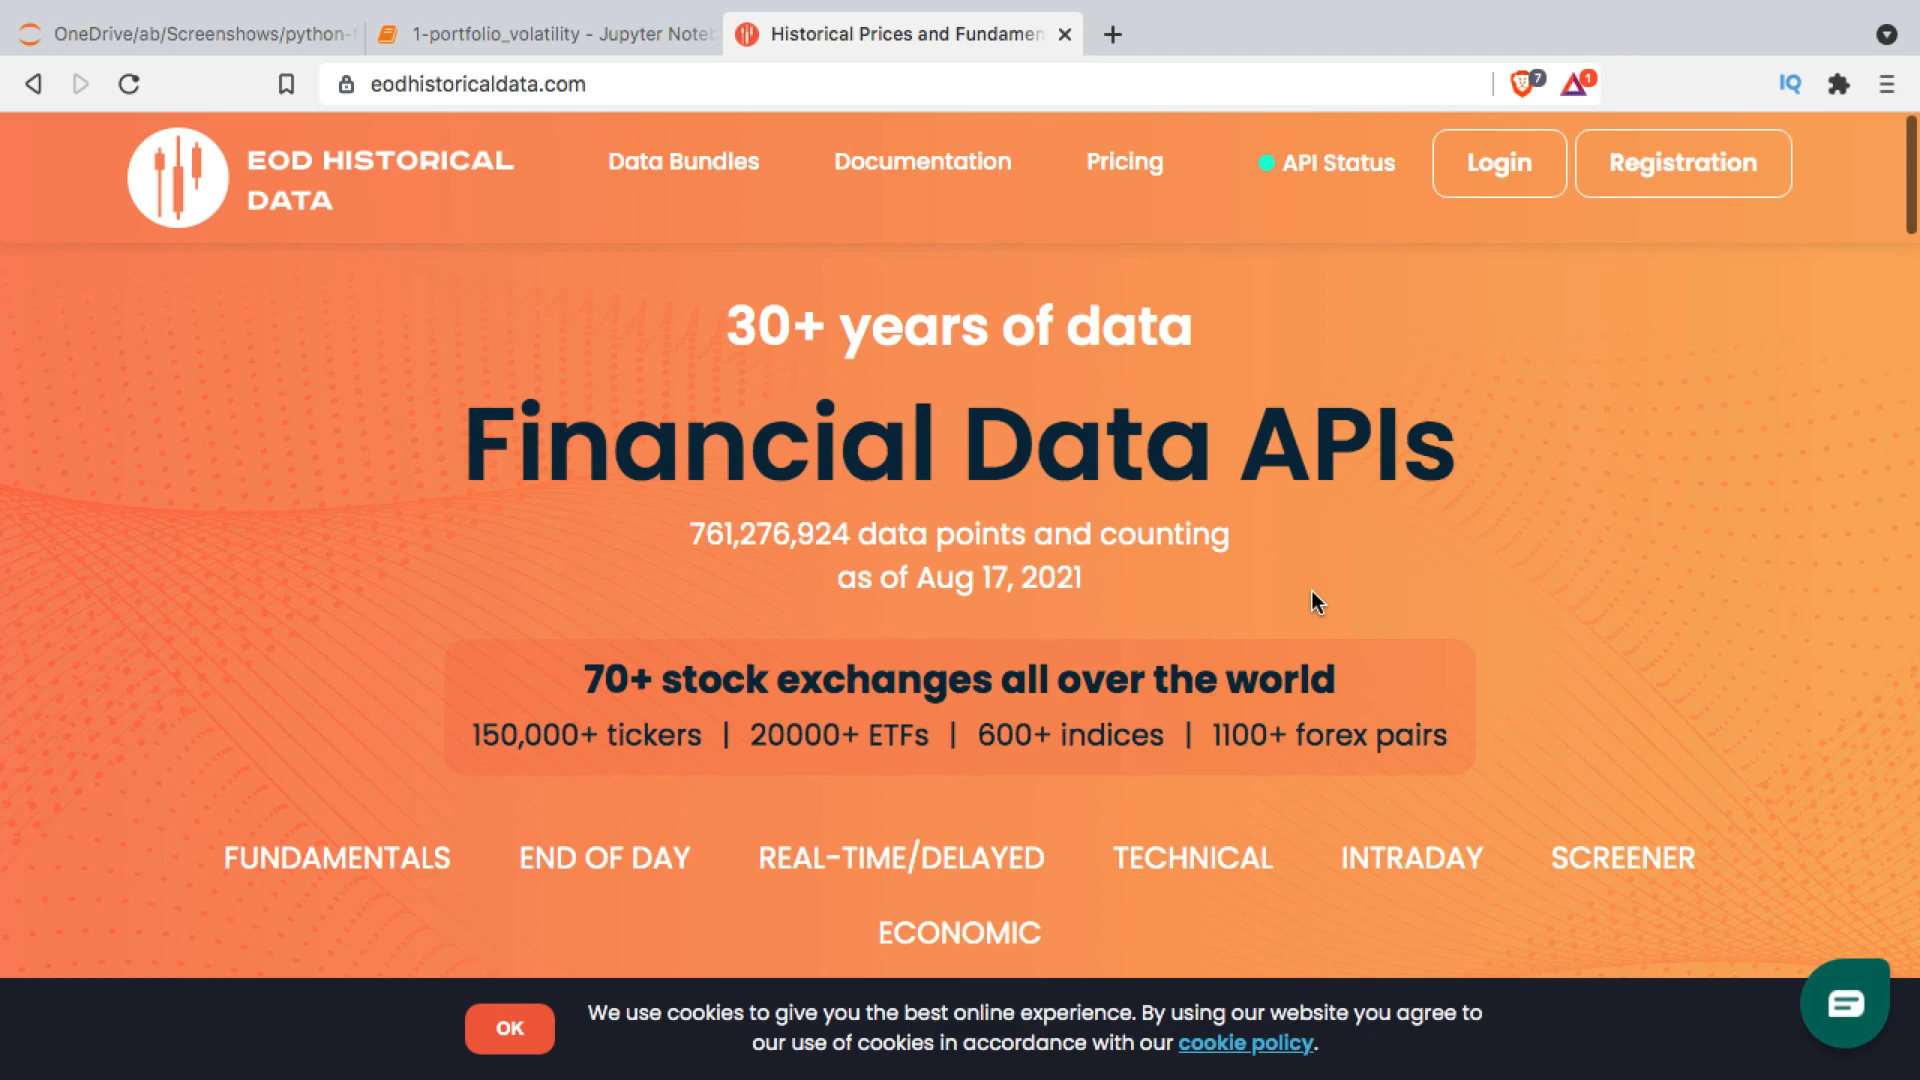 OneDrive/ab/Screenshows/python-f
1-portfolio_volatility - Jupyter Noteb
Historical Prices and Fundamen
eodhistoricaldata.com
7
1
IQ
EOD HISTORICAL
DATA
Data Bundles
Documentation
Pricing
API Status
Login
Registration
30+ years of data
Financial Data APIs
761,276,924 data points and counting
as of Aug 17, 2021
70+ stock exchanges all over the world
150,000+ tickers | 20000+ ETFs | 600+ indices | 1100+ forex pairs
FUNDAMENTALS
END OF DAY
REAL-TIME/DELAYED
TECHNICAL
INTRADAY
SCREENER
ECONOMIC
OK
We use cookies to give you the best online experience. By using our website you agree to
our use of cookies in accordance with our cookie policy.